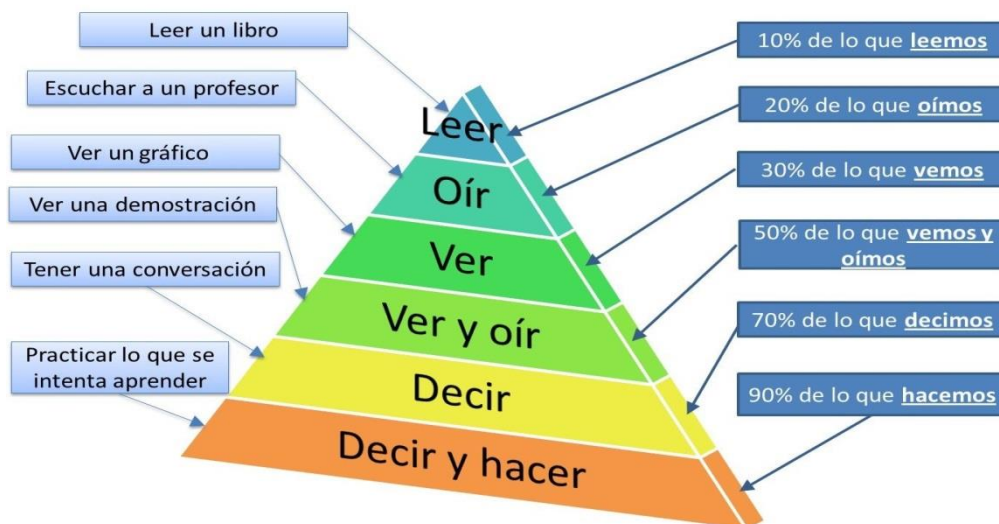 Leer un libro
Escuchar a un profesor
Ver un gráfico
Ver una demostración
Tener una conversación
Practicar lo que se
intenta aprender
Leer
Oír
Ver
Ver y oír
Decir
Decir y hacer
10% de lo que leemos
20% de lo que oímos
30% de lo que vemos
50% de lo que vemos y
oímos
70% de lo que decimos
90% de lo que hacemos